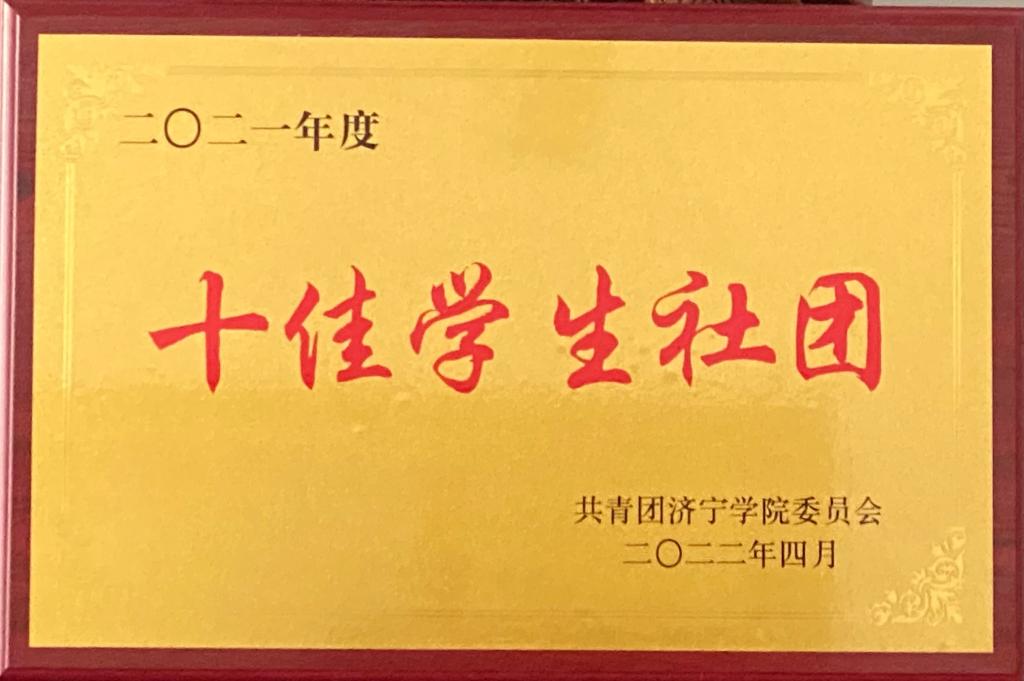 二〇二一年度
十佳学生社团
共青团济宁学院委员会
二〇二二年四月